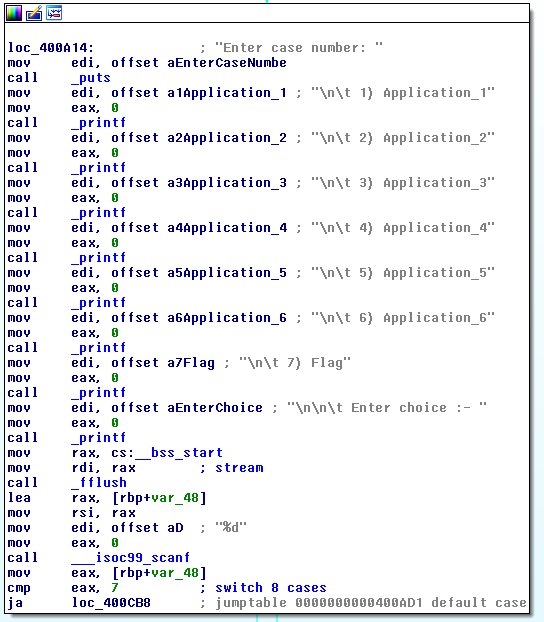 loc_400A14: ; "Enter case number: "
mov edi, offset aEnterCaseNumbe
call _puts
mov edi, offset a1Application_1 ; "\n\t 1) Application_1"
mov eax, 0
call _printf
mov edi, offset a2Application_2 ; "\n\t 2) Application_2"
mov eax, 0
call _printf
mov edi, offset a3Application_3 ; "\n\t 3) Application_3"
mov eax, 0
call _printf
mov edi, offset a4Application_4 ; "\n\t 4) Application_4"
mov eax, 0
call _printf
mov edi, offset a5Application_5 ; "\n\t 5) Application_5"
mov eax, 0
call _printf
mov edi, offset a6Application_6 ; "\n\t 6) Application_6"
mov eax, 0
call _printf
mov edi, offset a7Flag ; "\n\t 7) Flag"
mov eax, 0
call _printf
mov edi, offset aEnterChoice ; "\n\n\t Enter choice :- "
mov eax, 0
call _printf
mov rax, cs:__bss_start
mov rdi, rax ; stream
call _fflush
lea rax, [rbp+var_48]
mov rsi, rax
mov edi, offset aD ; "%d"
mov eax, 0
call ___isoc99_scanf
mov eax, [rbp+var_48]
cmp eax, 7 ; switch 8 cases
ja loc_400CB8 ; jumptable 0000000000400AD1 default case